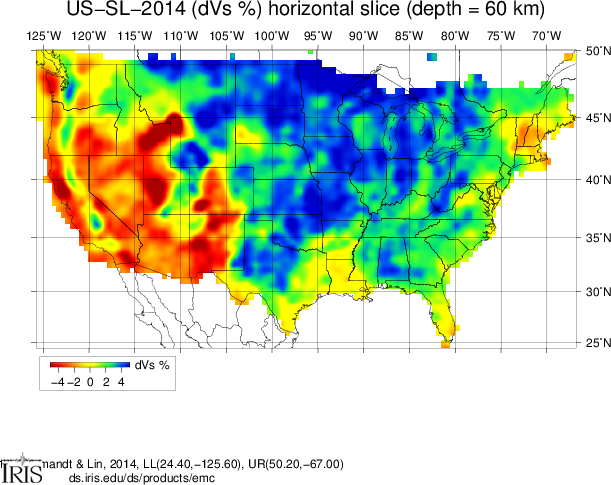 US−SL−2014 (dVs %) horizontal slice (depth = 60 km)
125˚W 120˚W 115˚W 110˚W 105˚W 100˚W 95˚W 90˚W 85˚W 80˚W 75˚W 70˚W
50˚N
45˚N
40˚N
35˚N
30˚N
25˚N
dVs %
−4 −2 0 2 4
mandt & Lin, 2014, LL(24.40,−125.60), UR(50.20,−67.00)
IRIS
ds.iris.edu/ds/products/emc